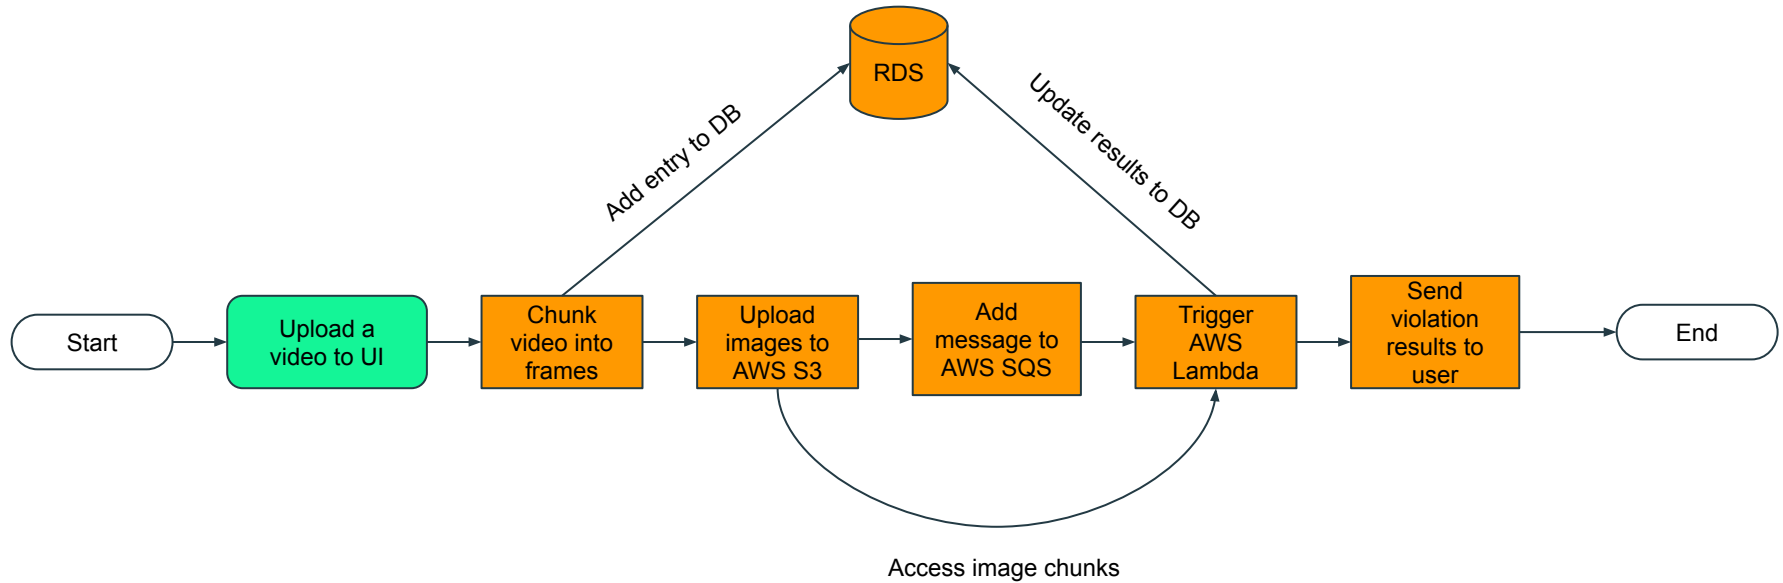 RDS
Add entry to DB
Update results to DB
Start
Upload a
video to UI
Chunk
video into
frames
Upload
images to
AWS S3
Add
message to
AWS SQS
Trigger
AWS
Lambda
Send
violation
results to
user
End
Access image chunks